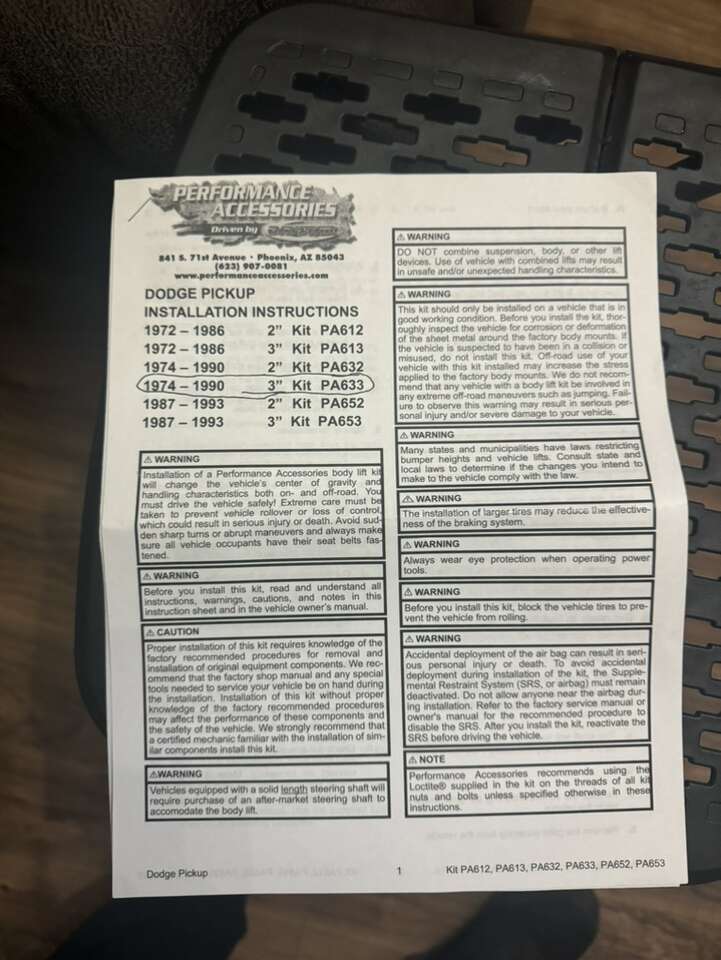 PERFORMANCE
ACCESSORIES
Driven by
841 S. 71st Avenue • Phoenix, AZ 85043
(623) 907-0081
www.performanceaccessories.com
DODGE PICKUP
INSTALLATION INSTRUCTIONS
1972 – 1986 2” Kit PA612
1972 – 1986 3” Kit PA613
1974 – 1990 2” Kit PA632
1974 – 1990 3” Kit PA633
1987 – 1993 2” Kit PA652
1987 – 1993 3” Kit PA653
⚠ WARNING
Installation of a Performance Accessories body lift kit
will change the vehicle's center of gravity and
handling characteristics both on- and off-road. You
must drive the vehicle safely! Extreme care must be
taken to prevent vehicle rollover or loss of control,
which could result in serious injury or death. Avoid sud-
den sharp turns or abrupt maneuvers and always make
sure all vehicle occupants have their seat belts fas-
tened.
⚠ WARNING
Before you install this kit, read and understand all
instructions, warnings, cautions, and notes in this
instruction sheet and in the vehicle owner's manual.
⚠ CAUTION
Proper installation of this kit requires knowledge of the
factory recommended procedures for removal and
installation of original equipment components. We rec-
ommend that the factory shop manual and any special
tools needed to service your vehicle be on hand during
the installation. Installation of this kit without proper
knowledge of the factory recommended procedures
may affect the performance of these components and
the safety of the vehicle. We strongly recommend that
a certified mechanic familiar with the installation of sim-
ilar components install this kit.
⚠WARNING
Vehicles equipped with a solid length steering shaft will
require purchase of an after-market steering shaft to
accomodate the body lift.
⚠ WARNING
DO NOT combine suspension, body, or other lift
devices. Use of vehicle with combined lifts may result
in unsafe and/or unexpected handling characteristics.
⚠ WARNING
This kit should only be installed on a vehicle that is in
good working condition. Before you install the kit, thor-
oughly inspect the vehicle for corrosion or deformation
of the sheet metal around the factory body mounts. If
the vehicle is suspected to have been in a collision or
misused, do not install this kit. Off-road use of your
vehicle with this kit installed may increase the stress
applied to the factory body mounts. We do not recom-
mend that any vehicle with a body lift kit be involved in
any extreme off-road maneuvers such as jumping. Fail-
ure to observe this warning may result in serious per-
sonal injury and/or severe damage to your vehicle.
⚠ WARNING
Many states and municipalities have laws restricting
bumper heights and vehicle lifts. Consult state and
local laws to determine if the changes you intend to
make to the vehicle comply with the law.
⚠ WARNING
The installation of larger tires may reduce the effective-
ness of the braking system.
⚠ WARNING
Always wear eye protection when operating power
tools.
⚠ WARNING
Before you install this kit, block the vehicle tires to pre-
vent the vehicle from rolling.
⚠ WARNING
Accidental deployment of the air bag can result in seri-
ous personal injury or death. To avoid accidental
deployment during installation of the kit, the Supple-
mental Restraint System (SRS, or airbag) must remain
deactivated. Do not allow anyone near the airbag dur-
ing installation. Refer to the factory service manual or
owner's manual for the recommended procedure to
disable the SRS. After you install the kit, reactivate the
SRS before driving the vehicle.
⚠ NOTE
Performance Accessories recommends using the
Loctite® supplied in the kit on the threads of all kit
nuts and bolts unless specified otherwise in these
instructions.
Dodge Pickup 1 Kit PA612, PA613, PA632, PA633, PA652, PA653